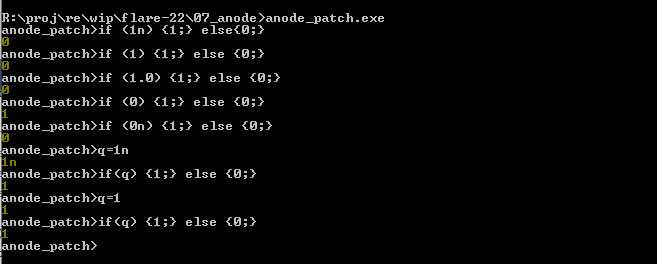 R:\proj\re\wip\flare-22\07_anode>anode_patch.exe
anode_patch>if (1n) {1;} else{0;}
0
anode_patch>if (1) {1;} else {0;}
0
anode_patch>if (1.0) {1;} else {0;}
0
anode_patch>if (0) {1;} else {0;}
1
anode_patch>if (0n) {1;} else {0;}
0
anode_patch>q=1n
1n
anode_patch>if(q) {1;} else {0;}
1
anode_patch>q=1
1
anode_patch>if(q) {1;} else {0;}
1
anode_patch>